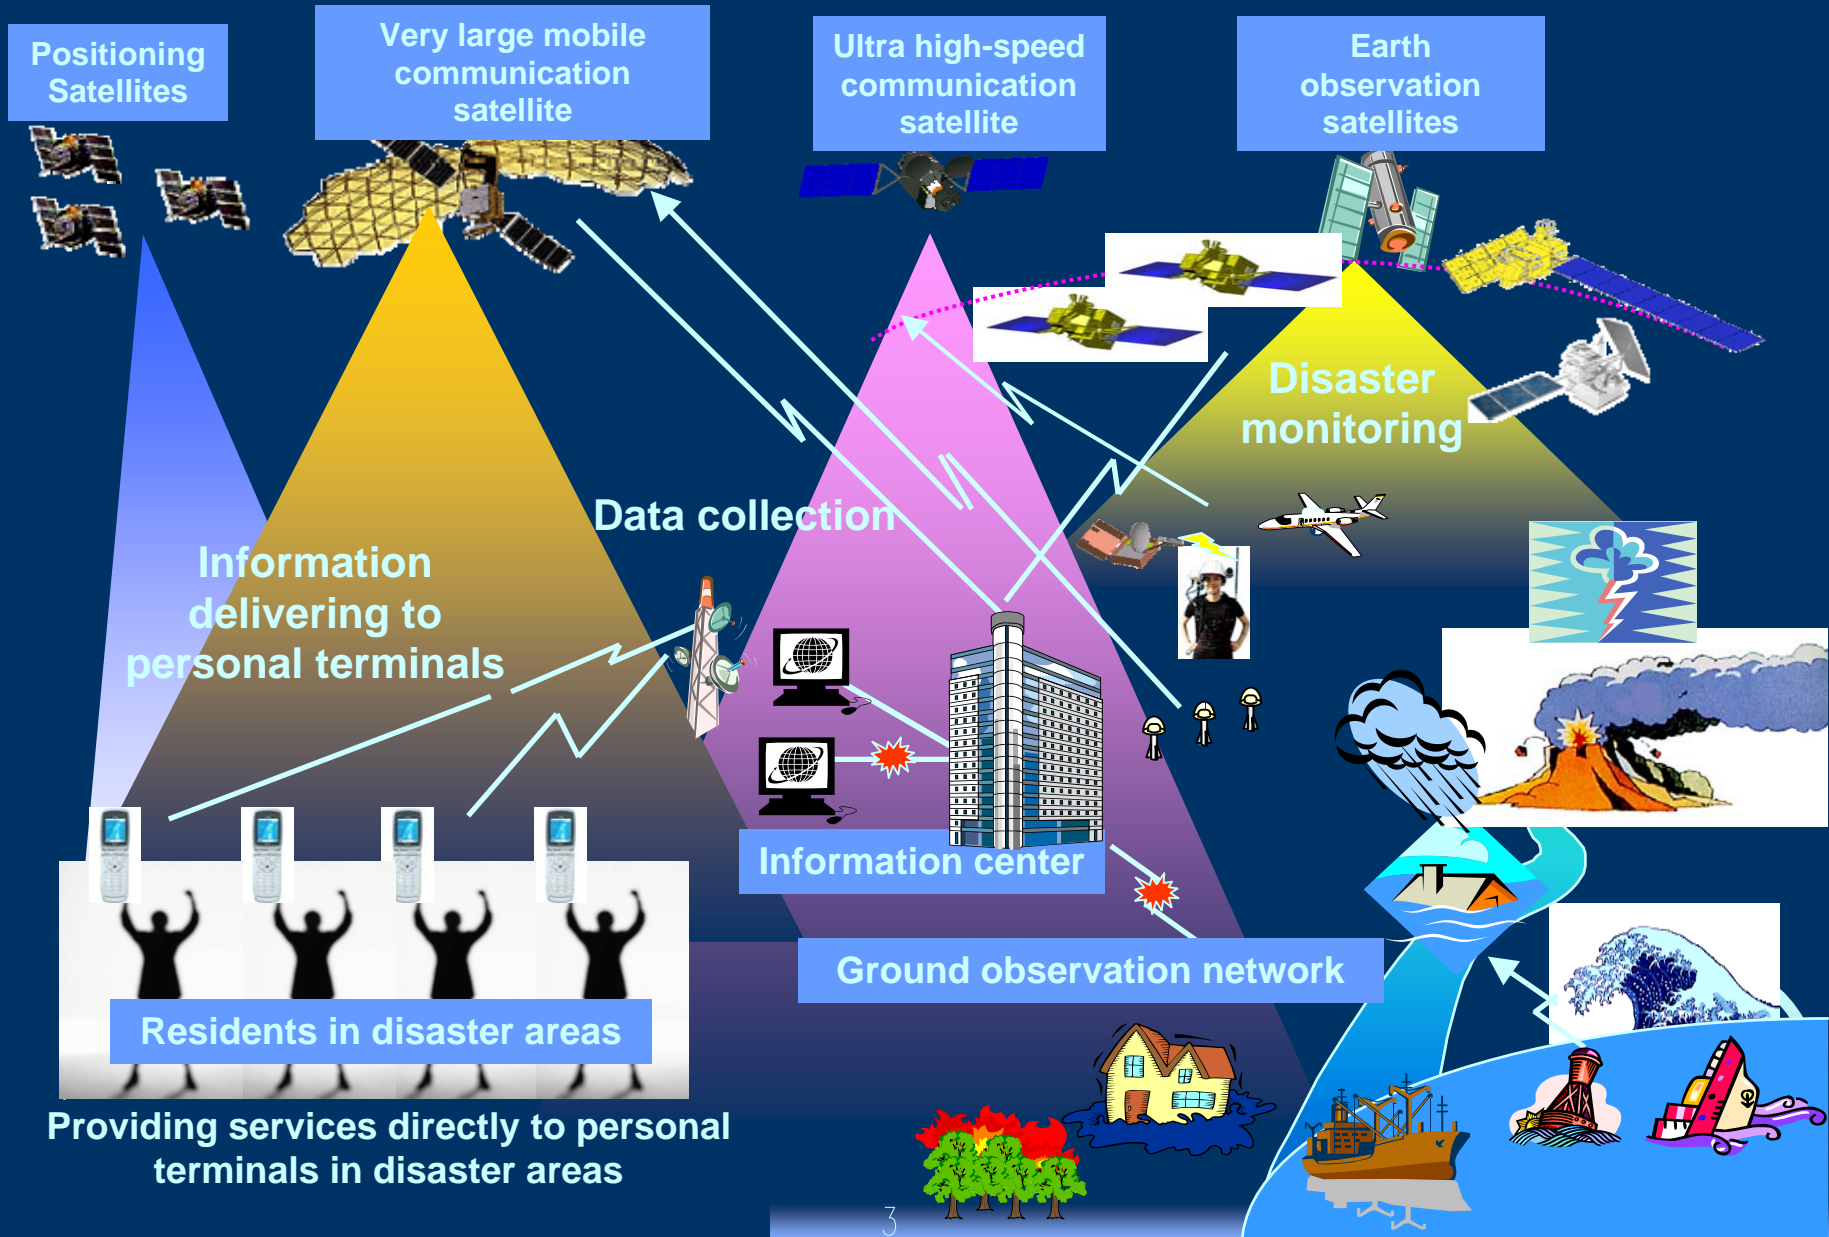 Positioning
Satellites
Very large mobile
communication
satellite
Ultra high-speed
communication
satellite
Earth
observation
satellites
Disaster
monitoring
Data collection
Information
delivering to
personal terminals
Information center
Ground observation network
Residents in disaster areas
Providing services directly to personal
terminals in disaster areas
3